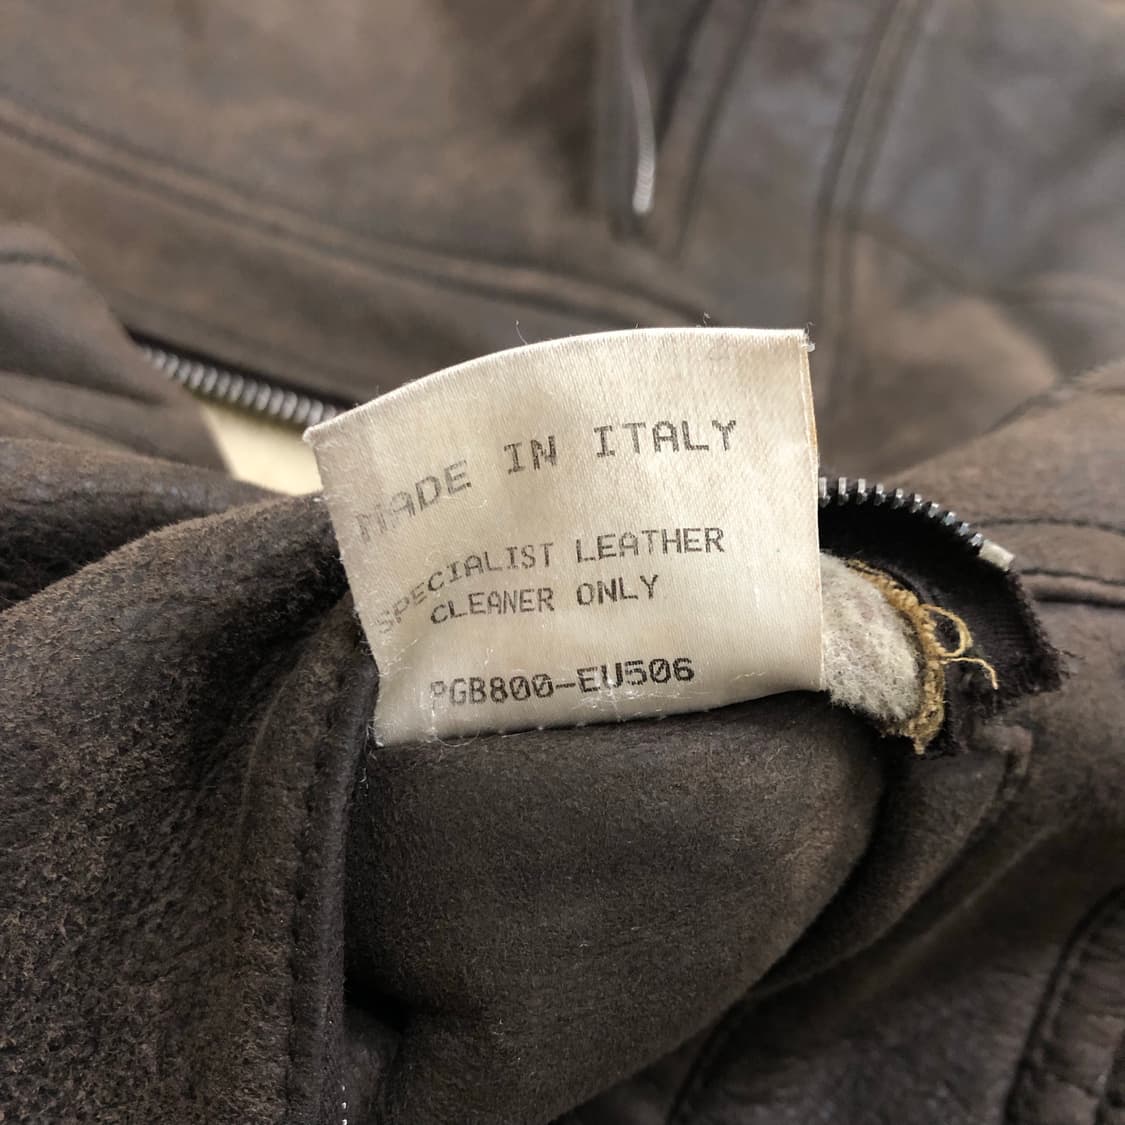 MADE IN ITALY
SPECIALIST LEATHER
CLEANER ONLY
PGB800-EU506